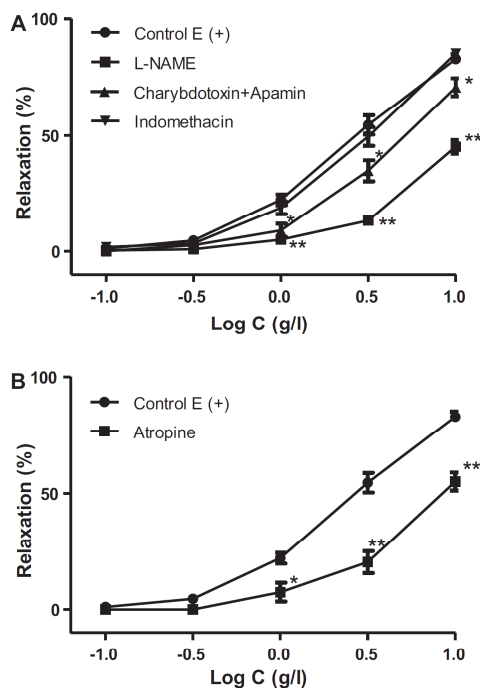 A
100
50
0
Relaxation (%)
Control E (+)
L-NAME
Charybdotoxin+Apamin
Indomethacin
*
**
*
**
*
**
-1.0 -0.5 0.0 0.5 1.0
Log C (g/l)
B
100
50
0
Relaxation (%)
Control E (+)
Atropine
**
**
*
-1.0 -0.5 0.0 0.5 1.0
Log C (g/l)